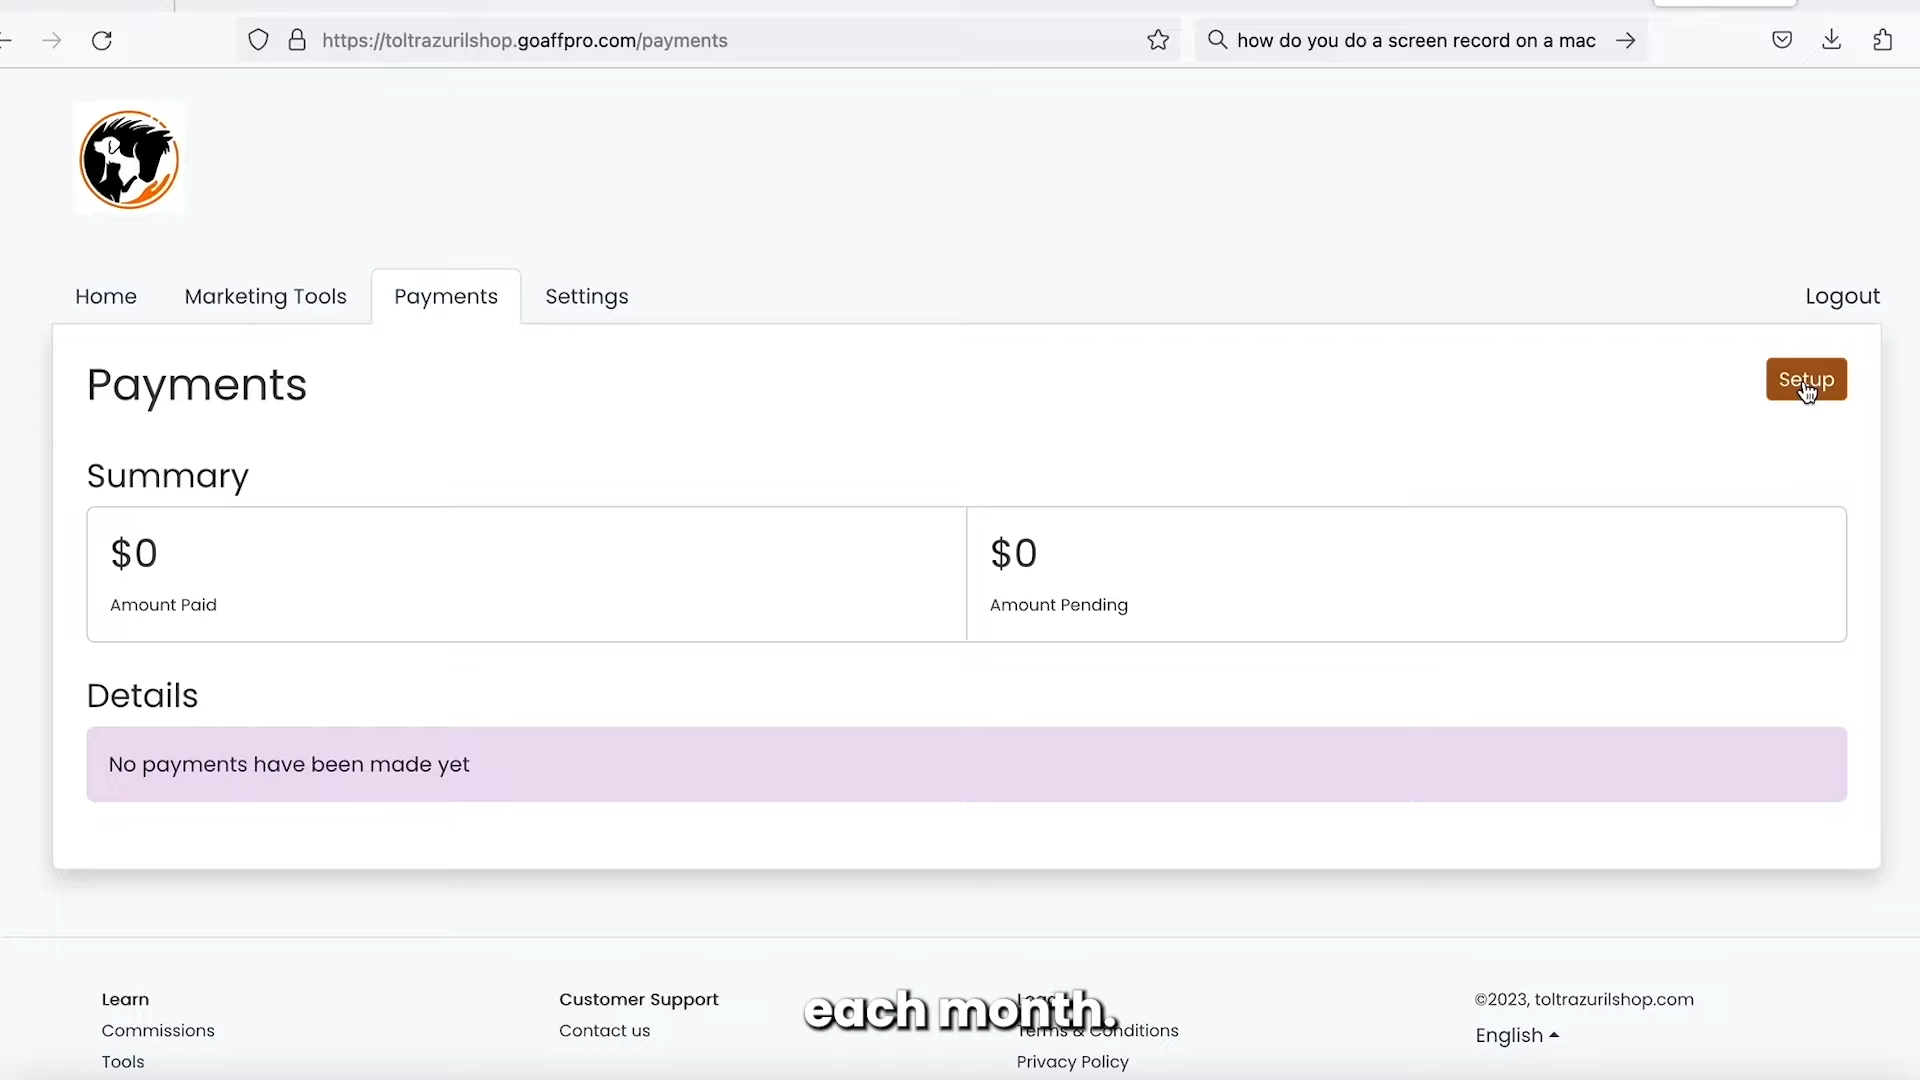 https://toltrazurilshop.goaffpro.com/payments
how do you do a screen record on a mac
Home
Marketing Tools
Payments
Settings
Logout
Payments
Setup
Summary
$0
Amount Paid
$0
Amount Pending
Details
No payments have been made yet
Learn
Commissions
Tools
Customer Support
Contact us
Legal
Terms & Conditions
Privacy Policy
©2023, toltrazurilshop.com
English
each month.